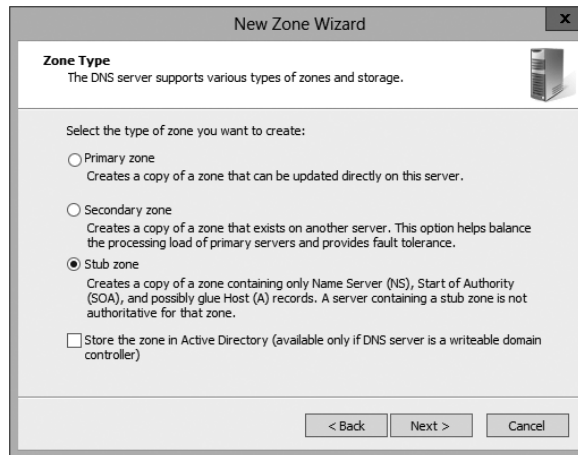 New Zone Wizard
x
Zone Type
The DNS server supports various types of zones and storage.
Select the type of zone you want to create:
Primary zone
Creates a copy of a zone that can be updated directly on this server.
Secondary zone
Creates a copy of a zone that exists on another server. This option helps balance
the processing load of primary servers and provides fault tolerance.
Stub zone
Creates a copy of a zone containing only Name Server (NS), Start of Authority
(SOA), and possibly glue Host (A) records. A server containing a stub zone is not
authoritative for that zone.
Store the zone in Active Directory (available only if DNS server is a writeable domain
controller)
< Back Next > Cancel